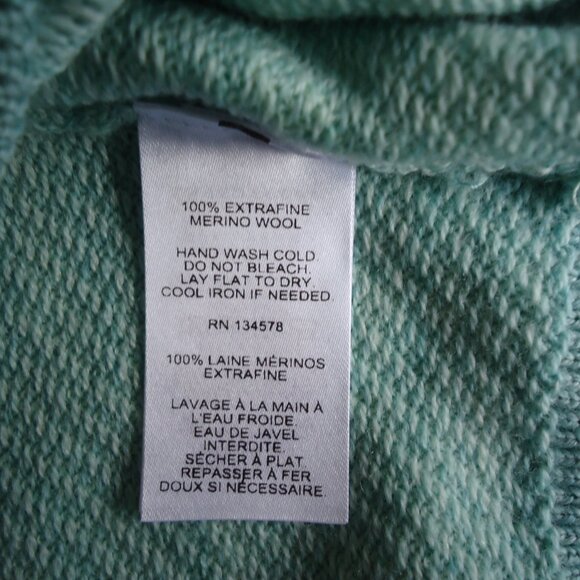 100% EXTRAFINE
MERINO WOOL
HAND WASH COLD
DO NOT BLEACH.
LAY FLAT TO DRY.
COOL IRON IF NEEDED.
RN 134578
100% LAINE MÉRINOS
EXTRAFINE
LAVAGE À LA MAIN À
L'EAU FROIDE.
EAU DE JAVEL
INTERDITE.
SÉCHER À PLAT.
REPASSER À FER
DOUX SI NÉCESSAIRE.